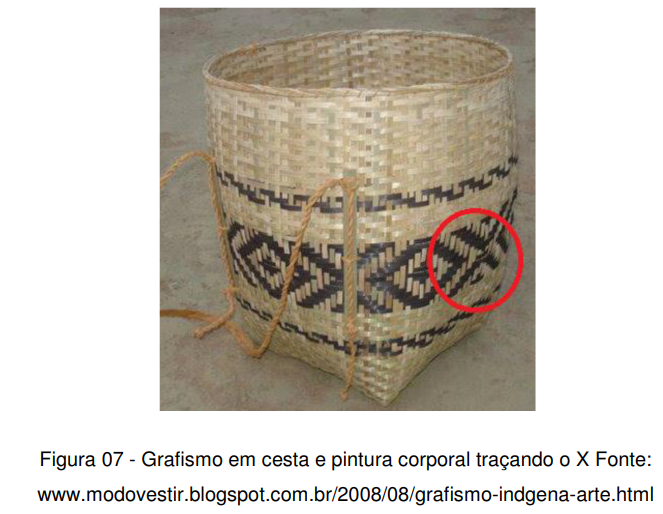 Figura 07 - Grafismo em cesta e pintura corporal traçando o X Fonte:
www.modovestir.blogspot.com.br/2008/08/grafismo-indgena-arte.html